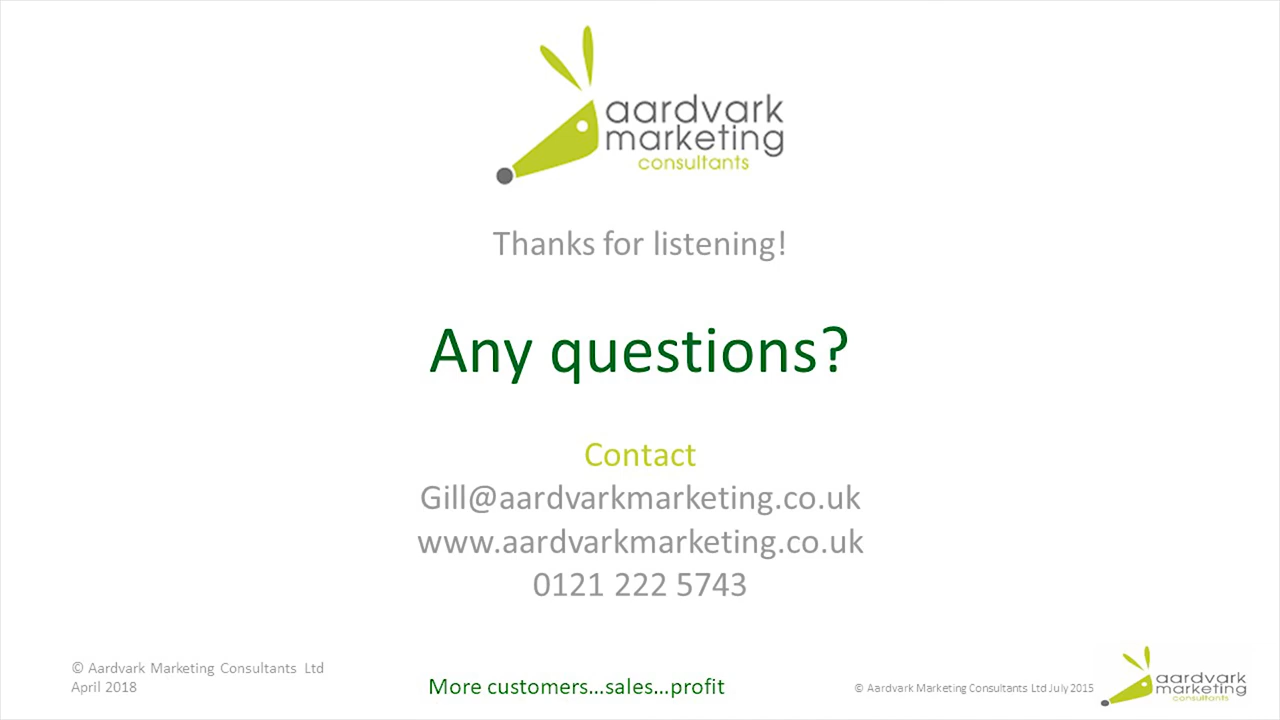 aardvark
marketing
consultants
Thanks for listening!
Any questions?
Contact
Gill@aardvarkmarketing.co.uk
www.aardvarkmarketing.co.uk
0121 222 5743
© Aardvark Marketing Consultants Ltd
April 2018
More customers...sales...profit
© Aardvark Marketing Consultants Ltd July 2015
aardvark
marketing
consultants